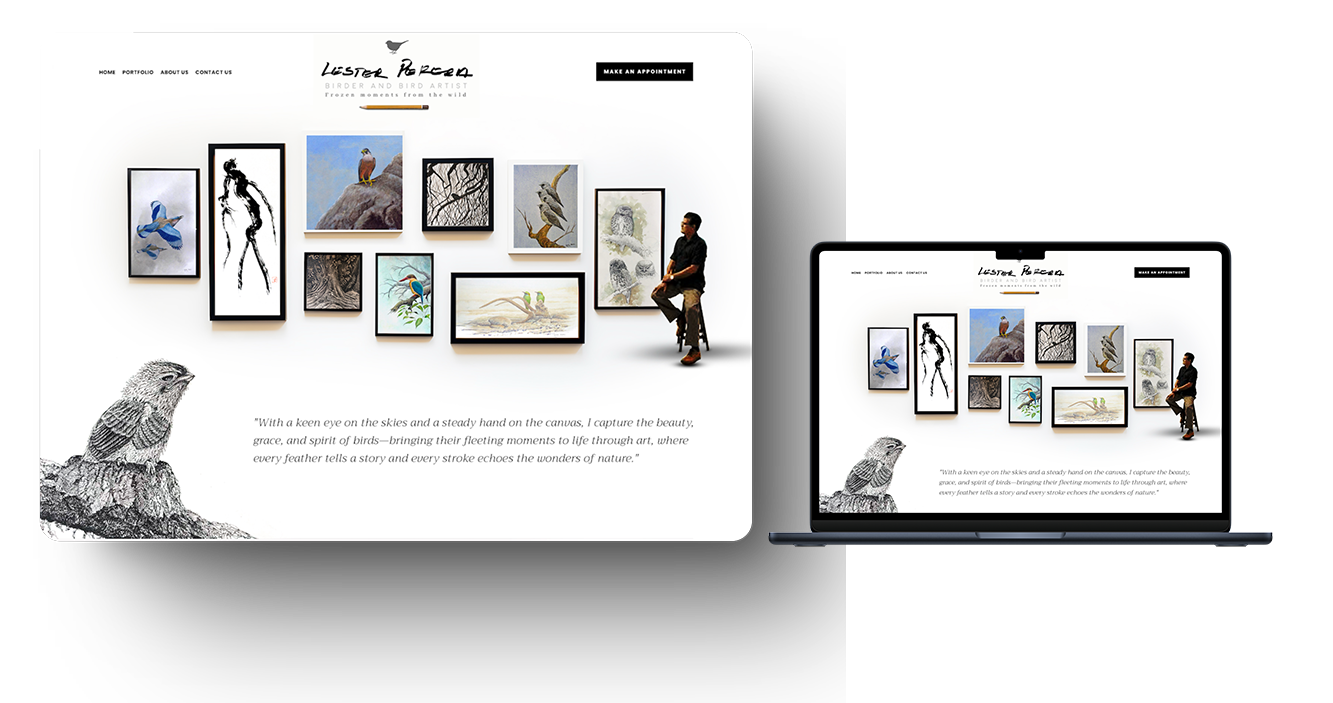 HOME PORTFOLIO ABOUT US CONTACT US
LESTER PERERA
BIRDER AND BIRD ARTIST
Frozen moments from the wild
MAKE AN APPOINTMENT
"With a keen eye on the skies and a steady hand on the canvas, I capture the beauty,
grace, and spirit of birds—bringing their fleeting moments to life through art, where
every feather tells a story and every stroke echoes the wonders of nature."
HOME PORTFOLIO ABOUT US CONTACT US
LESTER PERERA
BIRDER AND BIRD ARTIST
Frozen moments from the wild
MAKE AN APPOINTMENT
"With a keen eye on the skies and a steady hand on the canvas, I capture the beauty,
grace, and spirit of birds—bringing their fleeting moments to life through art, where
every feather tells a story and every stroke echoes the wonders of nature."